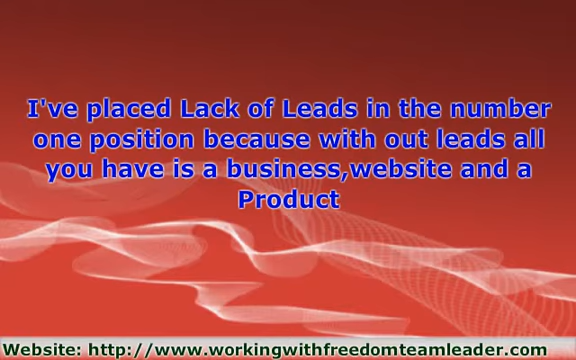 I've placed Lack of Leads in the number
one position because with out leads all
you have is a business,website and a
Product
Website: http://www.workingwithfreedomteamleader.com